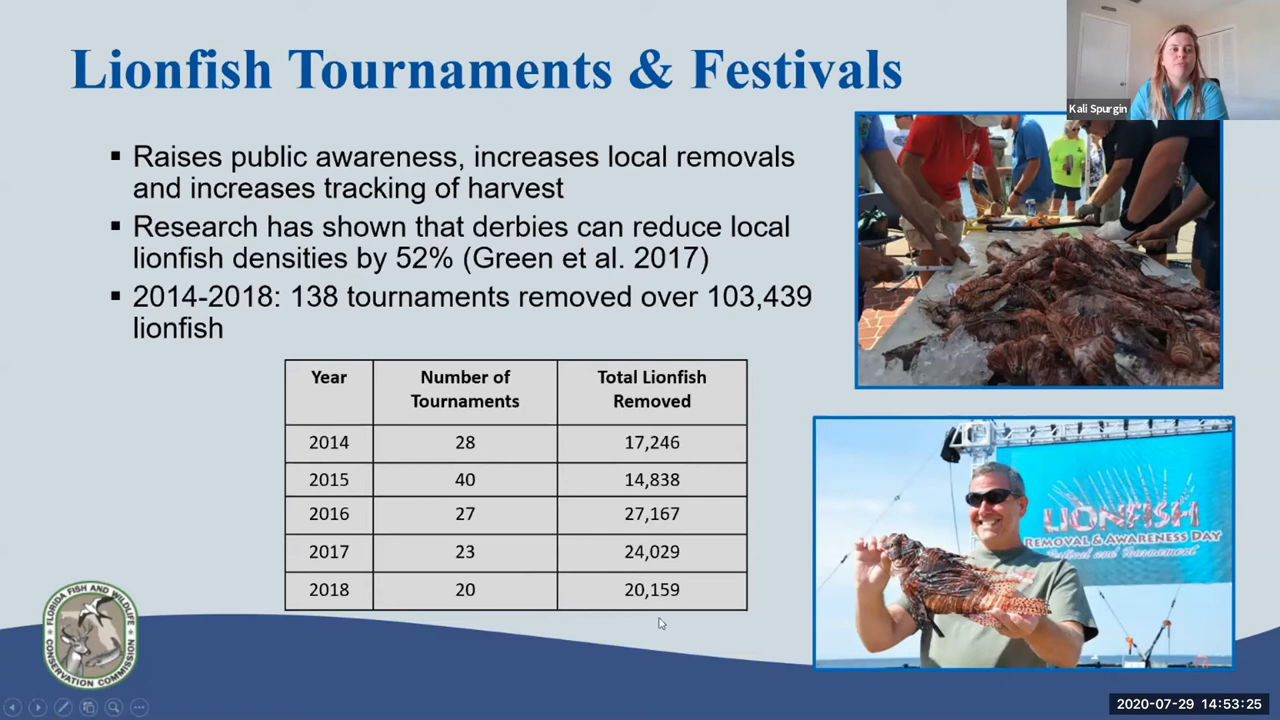 Lionfish Tournaments & Festivals
Kali Spurgin
▪ Raises public awareness, increases local removals
and increases tracking of harvest
▪ Research has shown that derbies can reduce local
lionfish densities by 52% (Green et al. 2017)
▪ 2014-2018: 138 tournaments removed over 103,439
lionfish
Year Number of Tournaments Total Lionfish Removed
2014 28 17,246
2015 40 14,838
2016 27 27,167
2017 23 24,029
2018 20 20,159
LIONFISH
REMOVAL & AWARENESS DAY
Festival and Tournament
FLORIDA FISH AND WILDLIFE
CONSERVATION COMMISSION
2020-07-29 14:53:25